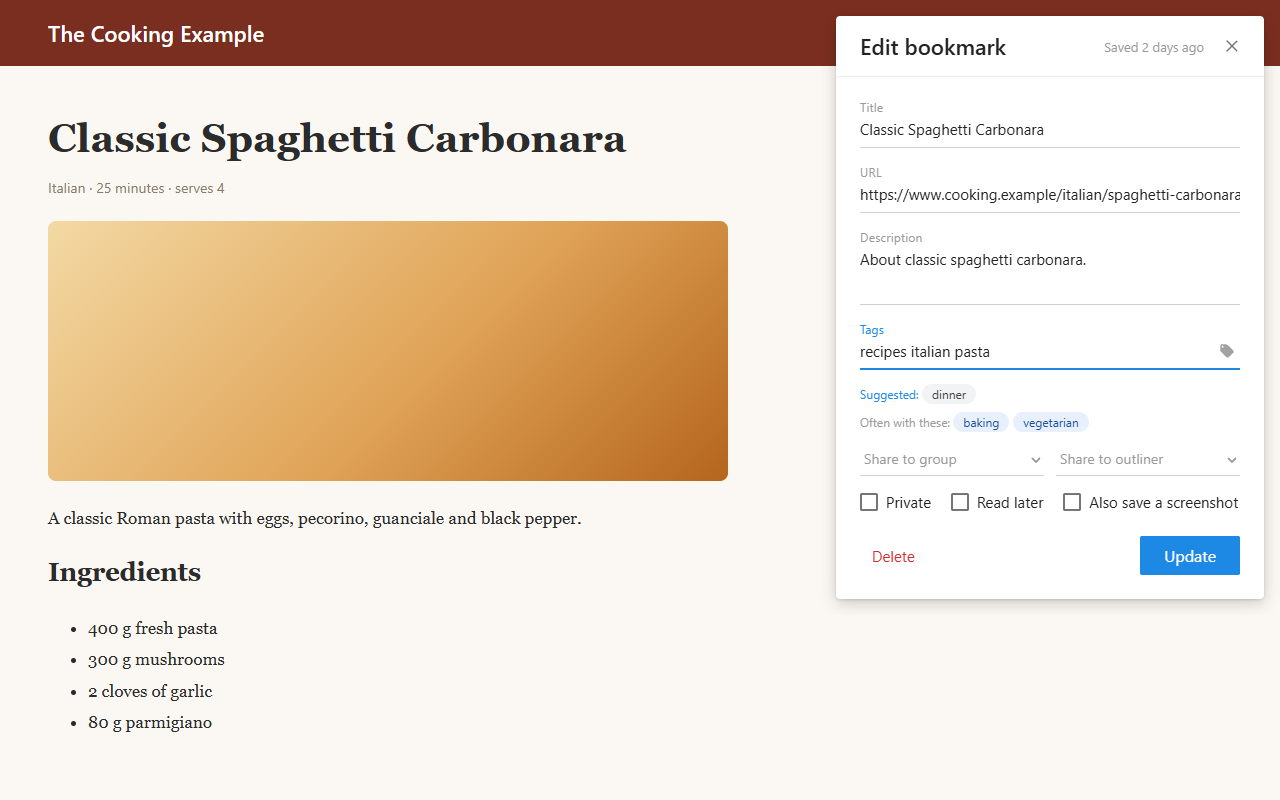 The Cooking Example
Classic Spaghetti Carbonara
Italian · 25 minutes · serves 4
A classic Roman pasta with eggs, pecorino, guanciale and black pepper.
Ingredients
• 400 g fresh pasta
• 300 g mushrooms
• 2 cloves of garlic
• 80 g parmigiano
Edit bookmark Saved 2 days ago
Title
Classic Spaghetti Carbonara
URL
https://www.cooking.example/italian/spaghetti-carbonara
Description
About classic spaghetti carbonara.
Tags
recipes italian pasta
Suggested: dinner
Often with these: baking vegetarian
Share to group Share to outliner
Private Read later Also save a screenshot
Delete Update